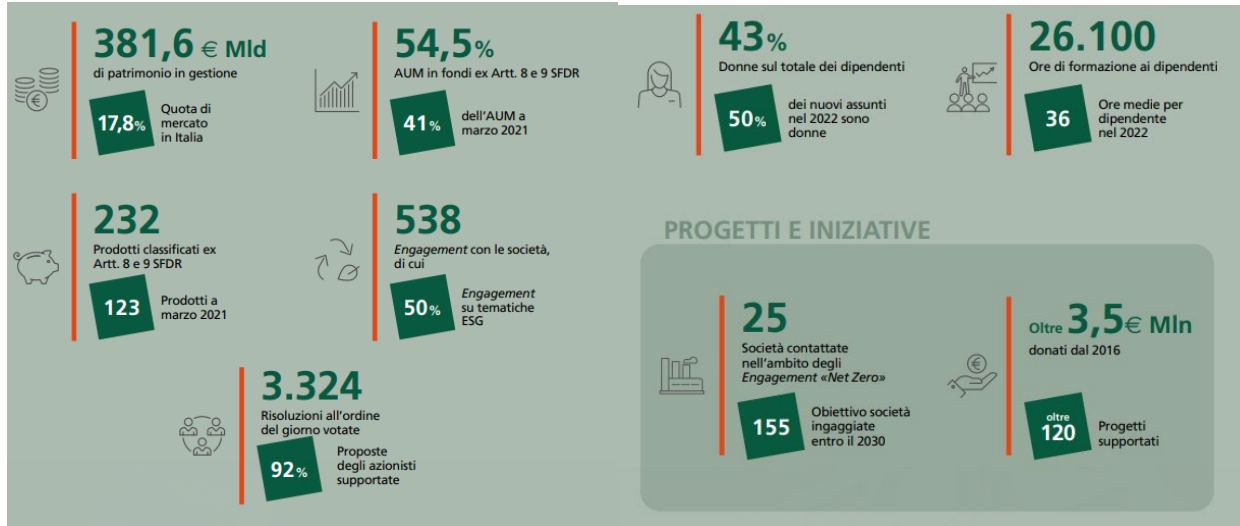 381,6 € Mld
di patrimonio in gestione
17,8%
Quota di
mercato
in Italia
54,5%
AUM in fondi ex Artt. 8 e 9 SFDR
41%
dell'AUM a
marzo 2021
43%
Donne sul totale dei dipendenti
50%
dei nuovi assunti
nel 2022 sono
donne
26.100
Ore di formazione ai dipendenti
36
Ore medie per
dipendente
nel 2022
232
Prodotti classificati ex
Artt. 8 e 9 SFDR
123
Prodotti a
marzo 2021
538
Engagement con le società,
di cui
50%
Engagement
su tematiche
ESG
3.324
Risoluzioni all'ordine
del giorno votate
92%
Proposte
degli azionisti
supportate
PROGETTI E INIZIATIVE
25
Società contattate
nell'ambito degli
Engagement «Net Zero»
155
Obiettivo società
ingaggiate
entro il 2030
Oltre 3,5€ Mln
donati dal 2016
oltre
120
Progetti
supportati